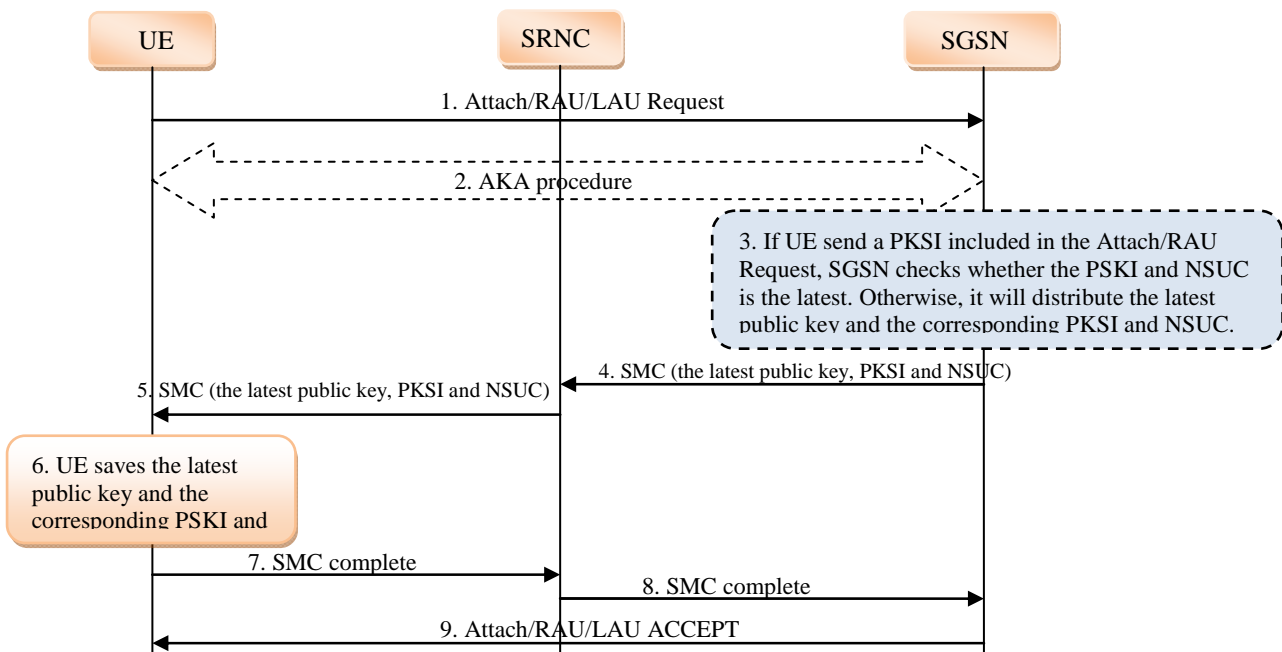 UE
SRNC
SGSN
1. Attach/RAU/LAU Request
2. AKA procedure
3. If UE send a PKSI included in the Attach/RAU
Request, SGSN checks whether the PSKI and NSUC
is the latest. Otherwise, it will distribute the latest
public key and the corresponding PKSI and NSUC.
4. SMC (the latest public key, PKSI and NSUC)
5. SMC (the latest public key, PKSI and NSUC)
6. UE saves the latest
public key and the
corresponding PSKI and
7. SMC complete
8. SMC complete
9. Attach/RAU/LAU ACCEPT